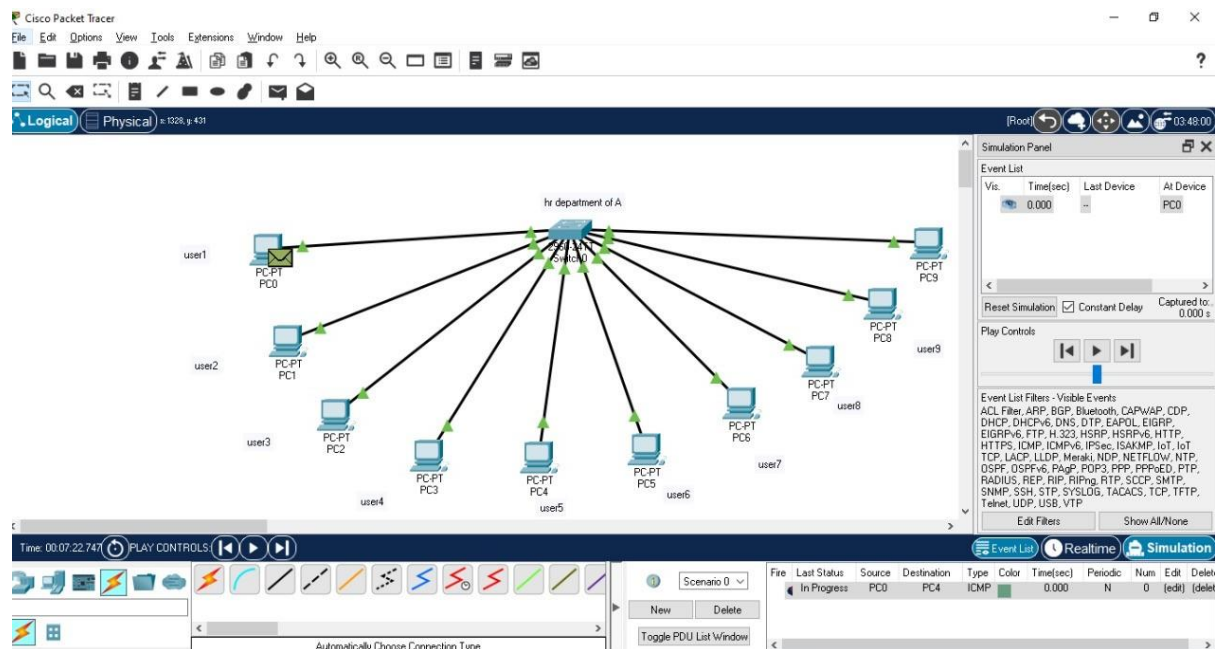 Cisco Packet Tracer
File Edit Options View Tools Extensions Window Help
?
Logical Physical x: 1328, y: 431 [Root] 03:48:00
Simulation Panel
Event List
Vis. Time(sec) Last Device At Device
0.000 -- PC0
hr department of A
2960-24TT
Switch0
user1
PC-PT
PC0
PC-PT
PC9
Reset Simulation Constant Delay Captured to:
0.000 s
PC-PT
PC8
user9
Play Controls
user2
PC-PT
PC1
PC-PT
PC7
user8
user3
PC-PT
PC2
PC-PT
PC6
user7
PC-PT
PC3
user4
PC-PT
PC4
user5
PC-PT
PC5
user6
Event List Filters - Visible Events
ACL Filter, ARP, BGP, Bluetooth, CAPWAP, CDP,
DHCP, DHCPv6, DNS, DTP, EAPOL, EIGRP,
EIGRPv6, FTP, H.323, HSRP, HSRPv6, HTTP,
HTTPS, ICMP, ICMPv6, IPSec, ISAKMP, IoT, IoT
TCP, LACP, LLDP, Meraki, NDP, NETFLOW, NTP,
OSPF, OSPFv6, PAgP, POP3, PPP, PPPoED, PTP,
RADIUS, REP, RIP, RIPng, RTP, SCCP, SMTP,
SNMP, SSH, STP, SYSLOG, TACACS, TCP, TFTP,
Telnet, UDP, USB, VTP
Edit Filters Show All/None
Time: 00:07:22.747 PLAY CONTROLS: Event List Realtime Simulation
Scenario 0
New Delete
Toggle PDU List Window
Fire Last Status Source Destination Type Color Time(sec) Periodic Num Edit Delete
In Progress PC0 PC4 ICMP 0.000 N 0 (edit) (delet
Automatically Choose Connection Type